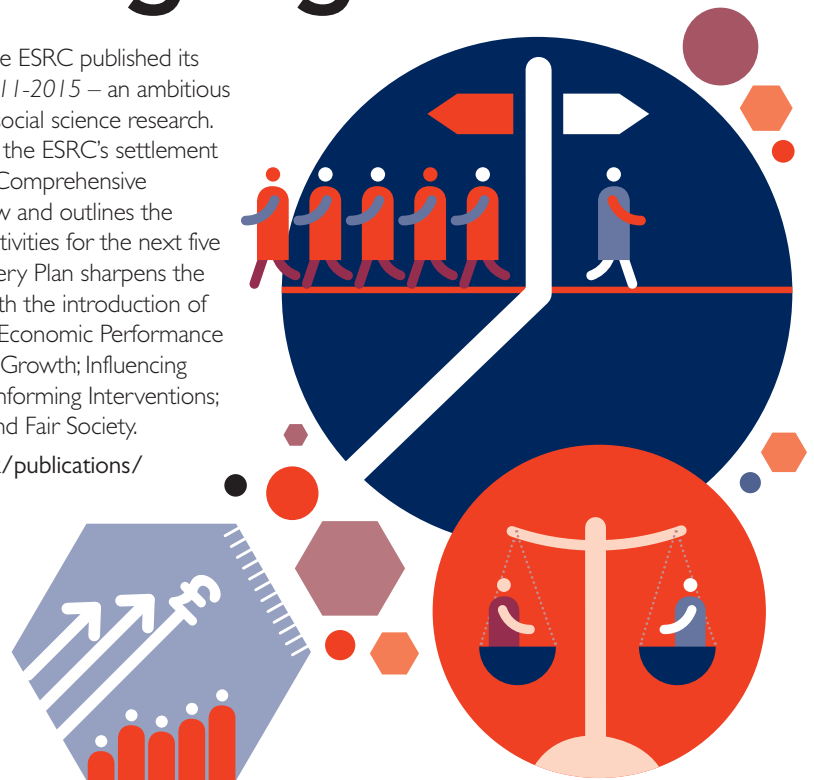 e ESRC published its
11-2015 – an ambitious
social science research.
the ESRC's settlement
Comprehensive
w and outlines the
tivities for the next five
ery Plan sharpens the
th the introduction of
Economic Performance
Growth; Influencing
nforming Interventions;
nd Fair Society.
/publications/
£